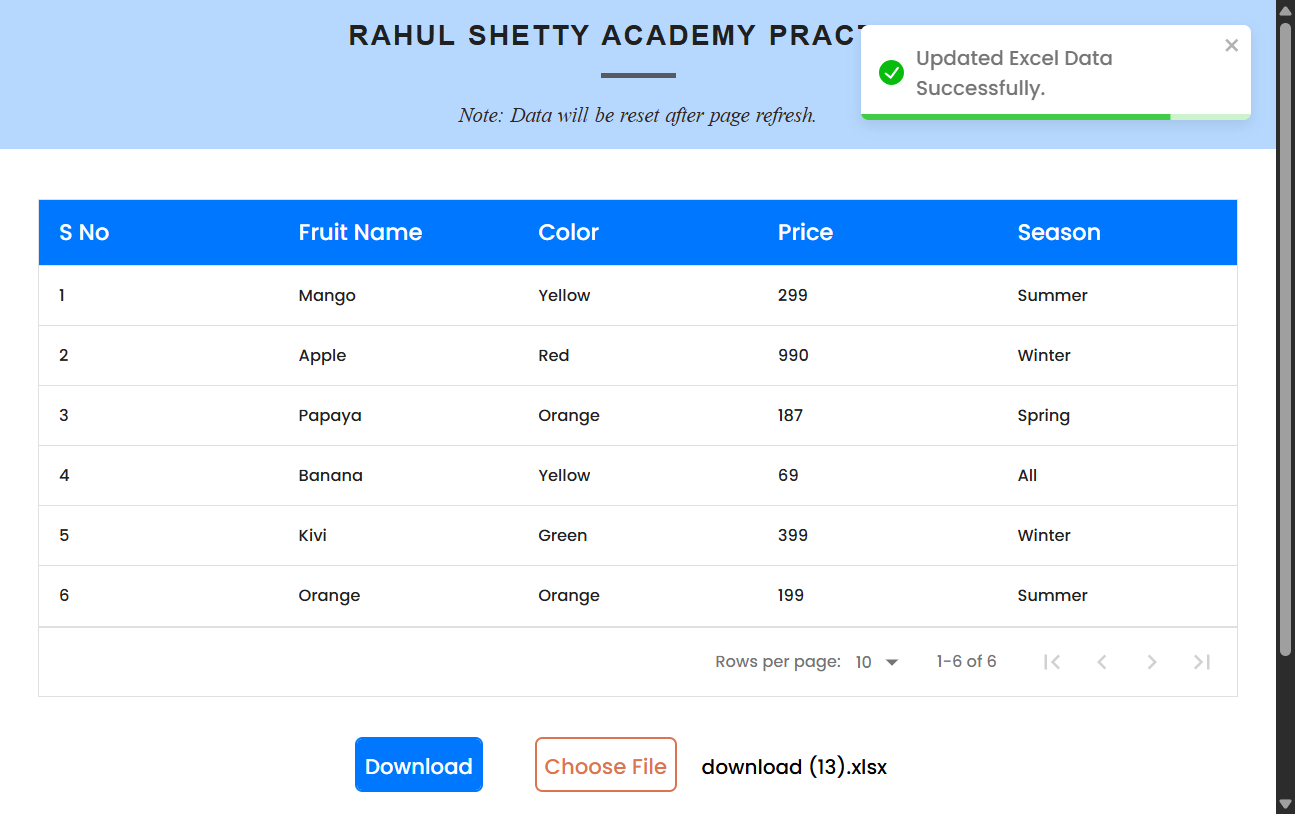 RAHUL SHETTY ACADEMY PRACT
Updated Excel Data
Successfully.
Note: Data will be reset after page refresh.
S No Fruit Name Color Price Season
1 Mango Yellow 299 Summer
2 Apple Red 990 Winter
3 Papaya Orange 187 Spring
4 Banana Yellow 69 All
5 Kivi Green 399 Winter
6 Orange Orange 199 Summer
Rows per page: 10 1-6 of 6
Download Choose File download (13).xlsx